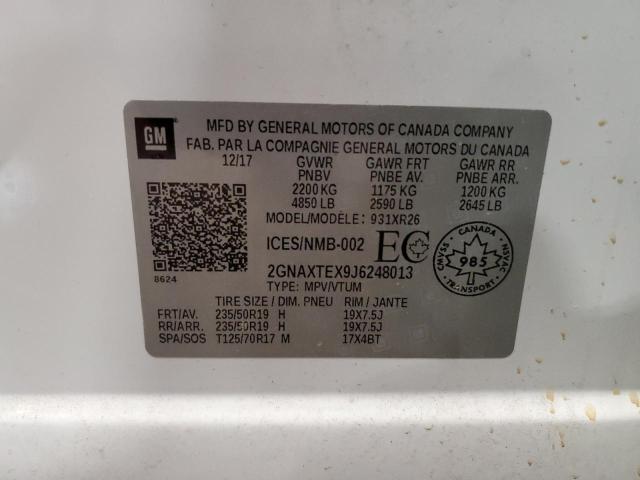 GM
MFD BY GENERAL MOTORS OF CANADA COMPANY
FAB. PAR LA COMPAGNIE GENERAL MOTORS DU CANADA
12/17 GVWR GAWR FRT GAWR RR
PNBV PNBE AV. PNBE ARR.
2200 KG 1175 KG 1200 KG
4850 LB 2590 LB 2645 LB
MODEL/MODÈLE: 931XR26
ICES/NMB-002 EC
CANADA
CMVSS 985 NSVAC
TRANSPORT
8624
2GNAXTEX9J6248013
TYPE: MPV/VTUM
TIRE SIZE / DIM. PNEU RIM / JANTE
FRT/AV. 235/50R19 H 19X7.5J
RR/ARR. 235/50R19 H 19X7.5J
SPA/SOS T125/70R17 M 17X4BT